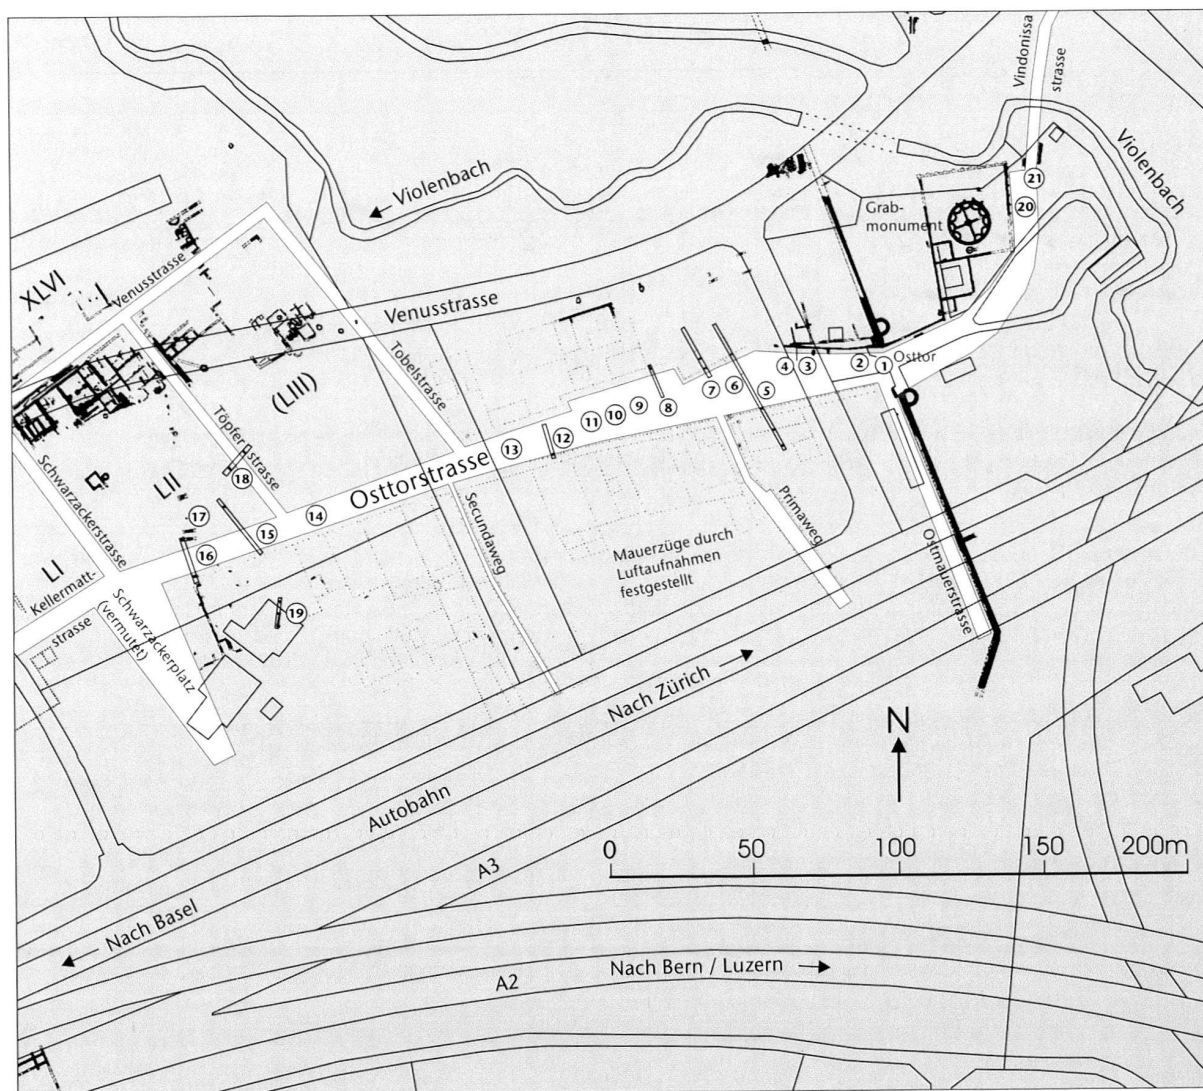 Vindonissa
strasse
Violenbach
← Violenbach
21
20
Grab-
monument
XLVI
Venusstrasse
Venusstrasse
Tobelstrasse
Osttor
4
3
2
1
7
6
5
(LIII)
11
10
9
8
Töpferstrasse
13
12
Osttorstrasse
18
LII
Schwarzackerstrasse
17
14
15
16
Secundaweg
Primaweg
Mauerzüge durch
Luftaufnahmen
festgestellt
Ostmauerstrasse
LI
Kellermatt-
strasse
Schwarzackerplatz
(vermutet)
19
Nach Zürich →
N
Autobahn
0 50 100 150 200m
A3
← Nach Basel
Nach Bern / Luzern →
A2